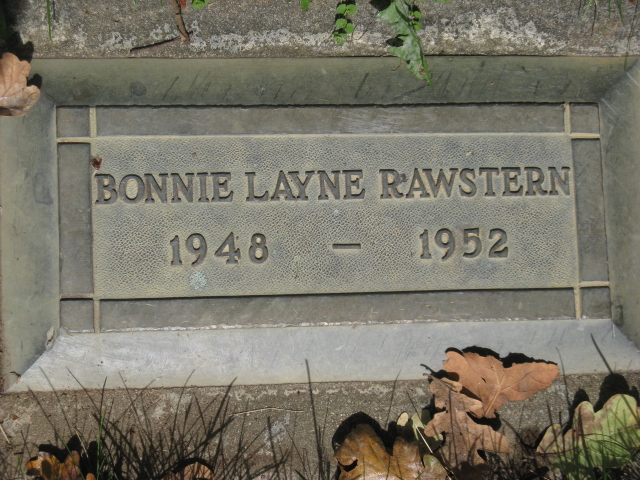 BONNIE LAYNE RAWSTERN
1948 — 1952